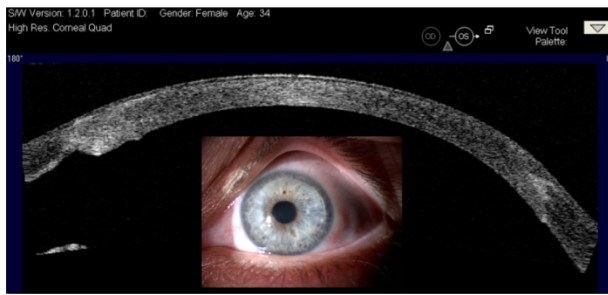 S/W Version: 1.2.0.1 Patient ID: Gender: Female Age: 34
High Res. Corneal Quad
OD
OS
View Tool
Palette:
180°